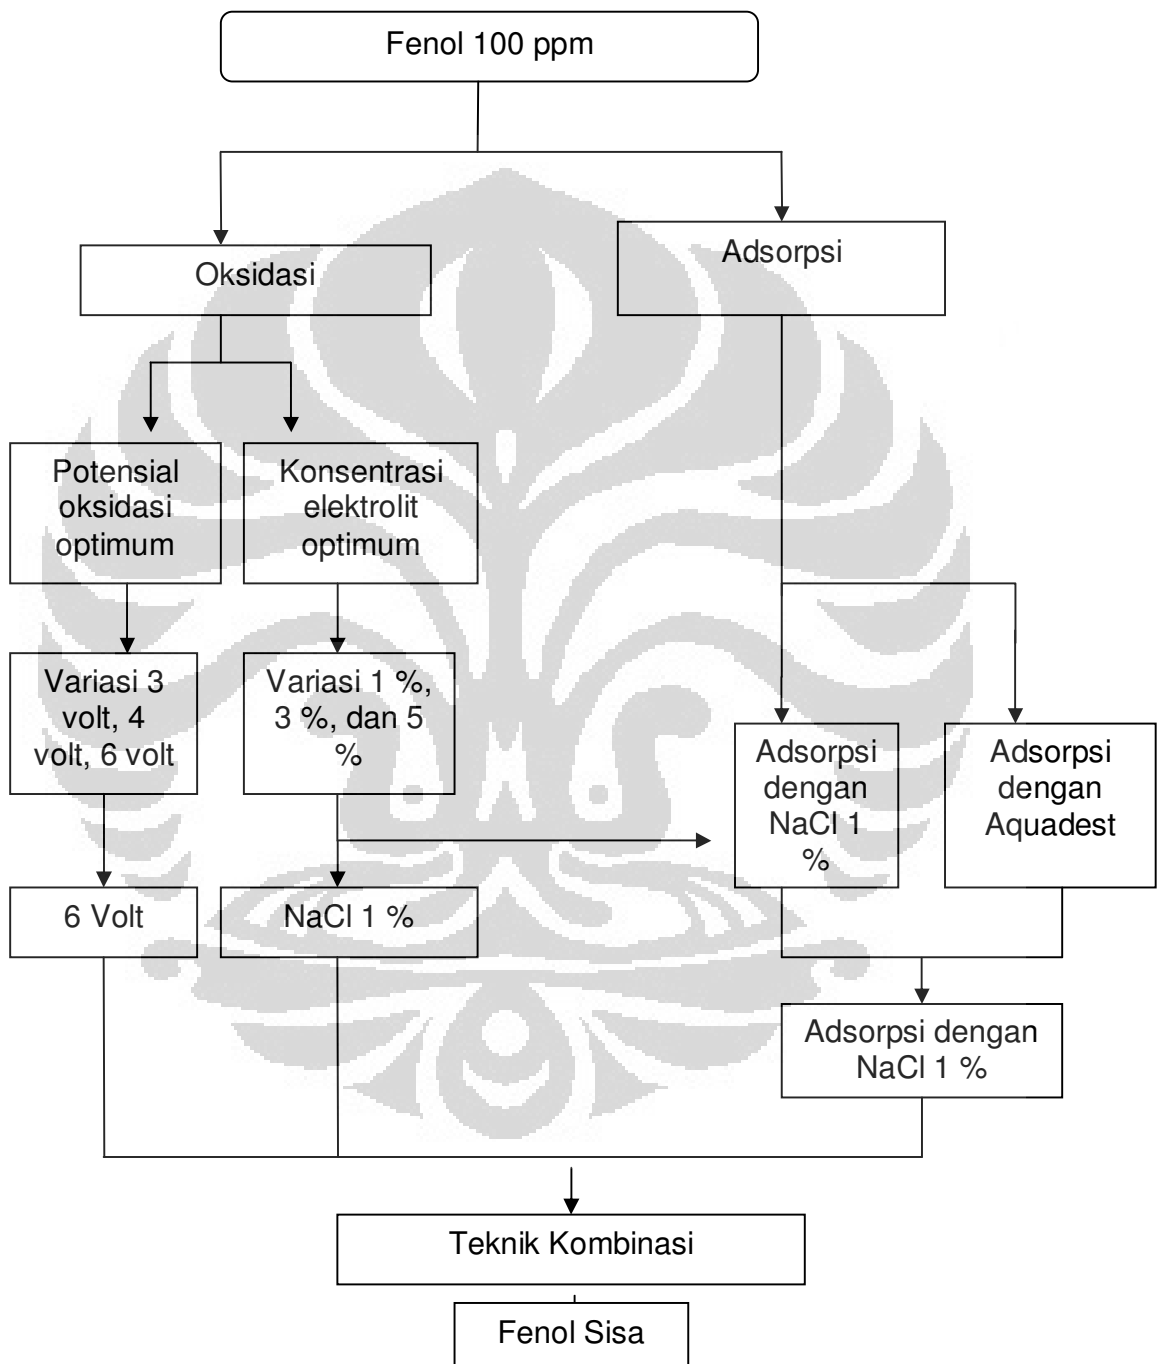 Fenol 100 ppm
Adsorpsi
Oksidasi
Potensial
oksidasi
optimum
Konsentrasi
elektrolit
optimum
Variasi 3
volt, 4
volt, 6 volt
Variasi 1 %,
3 %, dan 5
%
Adsorpsi
dengan
NaCl 1
%
Adsorpsi
dengan
Aquadest
6 Volt
NaCl 1 %
Adsorpsi dengan
NaCl 1 %
Teknik Kombinasi
Fenol Sisa